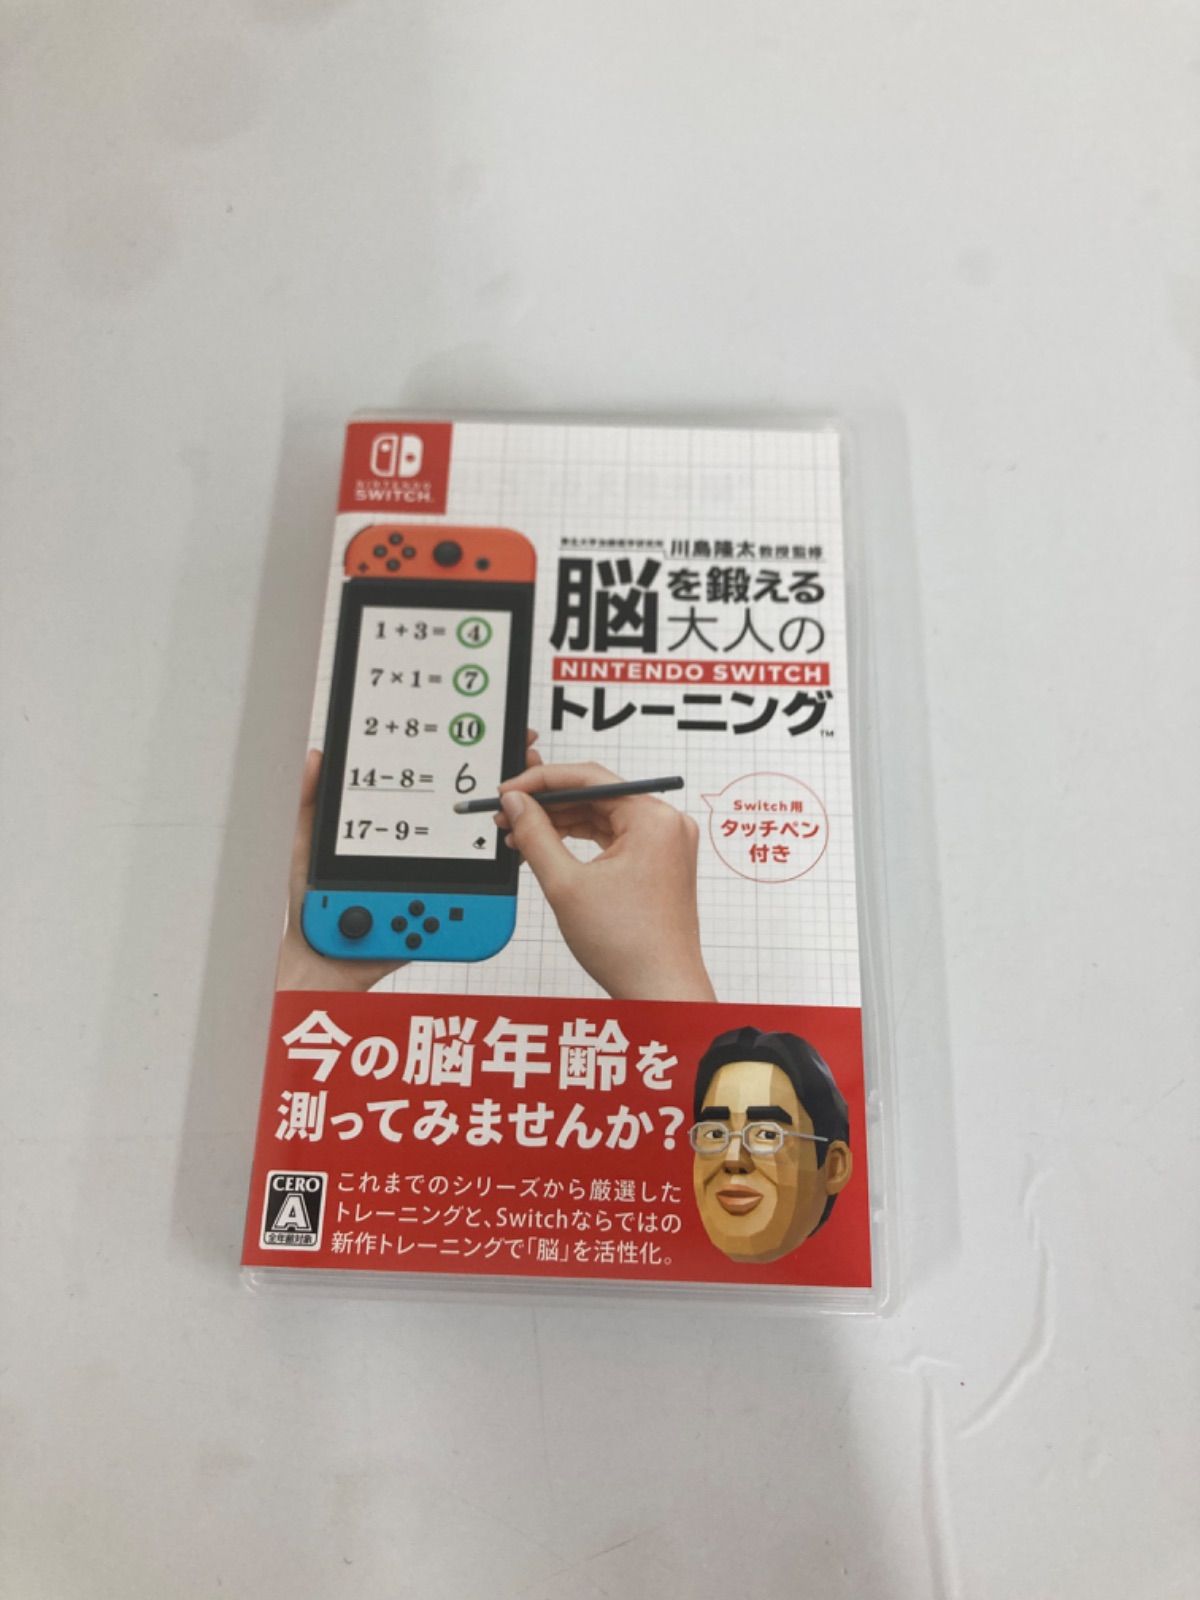 NINTENDO
SWITCH™
東北大学加齢医学研究所 川島隆太教授監修
脳を鍛える
大人の
NINTENDO SWITCH
トレーニング™
1+3= 4
7×1= 7
2+8= 10
14-8= 6
17-9=
Switch用
タッチペン
付き
今の脳年齢を
測ってみませんか?
CERO
A
全年齢対象
これまでのシリーズから厳選した
トレーニングと、Switchならではの
新作トレーニングで「脳」を活性化。